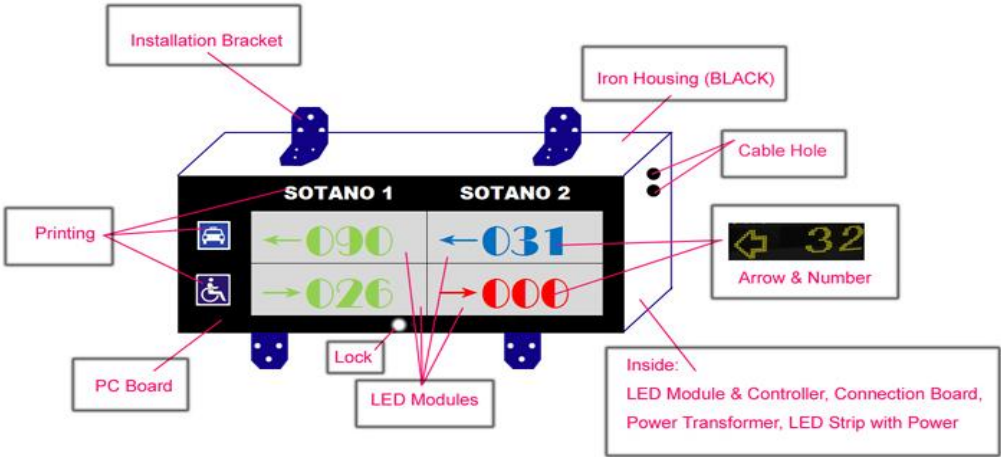 Installation Bracket
Iron Housing (BLACK)
Cable Hole
SOTANO 1 SOTANO 2
Printing
←090 ←031
32
Arrow & Number
→026 →000
Lock
PC Board
LED Modules
Inside:
LED Module & Controller, Connection Board,
Power Transformer, LED Strip with Power